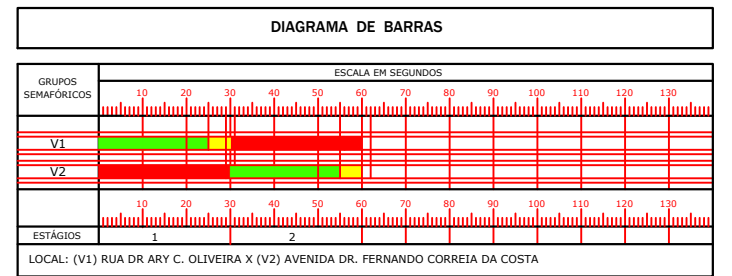 DIAGRAMA DE BARRAS
GRUPOS
SEMAFÓRICOS
ESCALA EM SEGUNDOS
10 20 30 40 50 60 70 80 90 100 110 120 130
V1
V2
10 20 30 40 50 60 70 80 90 100 110 120 130
ESTÁGIOS 1 2
LOCAL: (V1) RUA DR ARY C. OLIVEIRA X (V2) AVENIDA DR. FERNANDO CORREIA DA COSTA